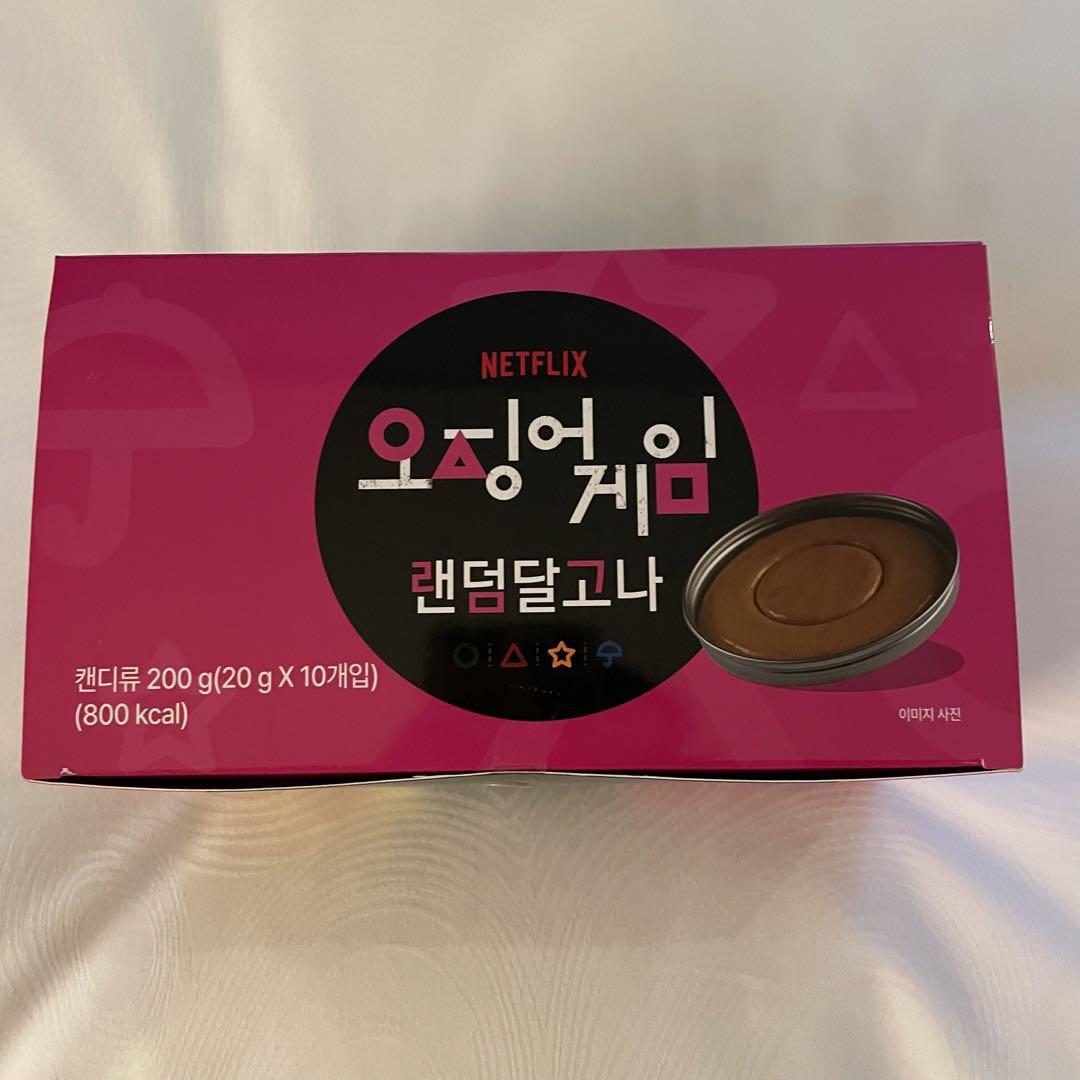 NETFLIX
오징어게임
랜덤달고나
캔디류 200 g(20 g X 10개입)
(800 kcal)
이미지 사진